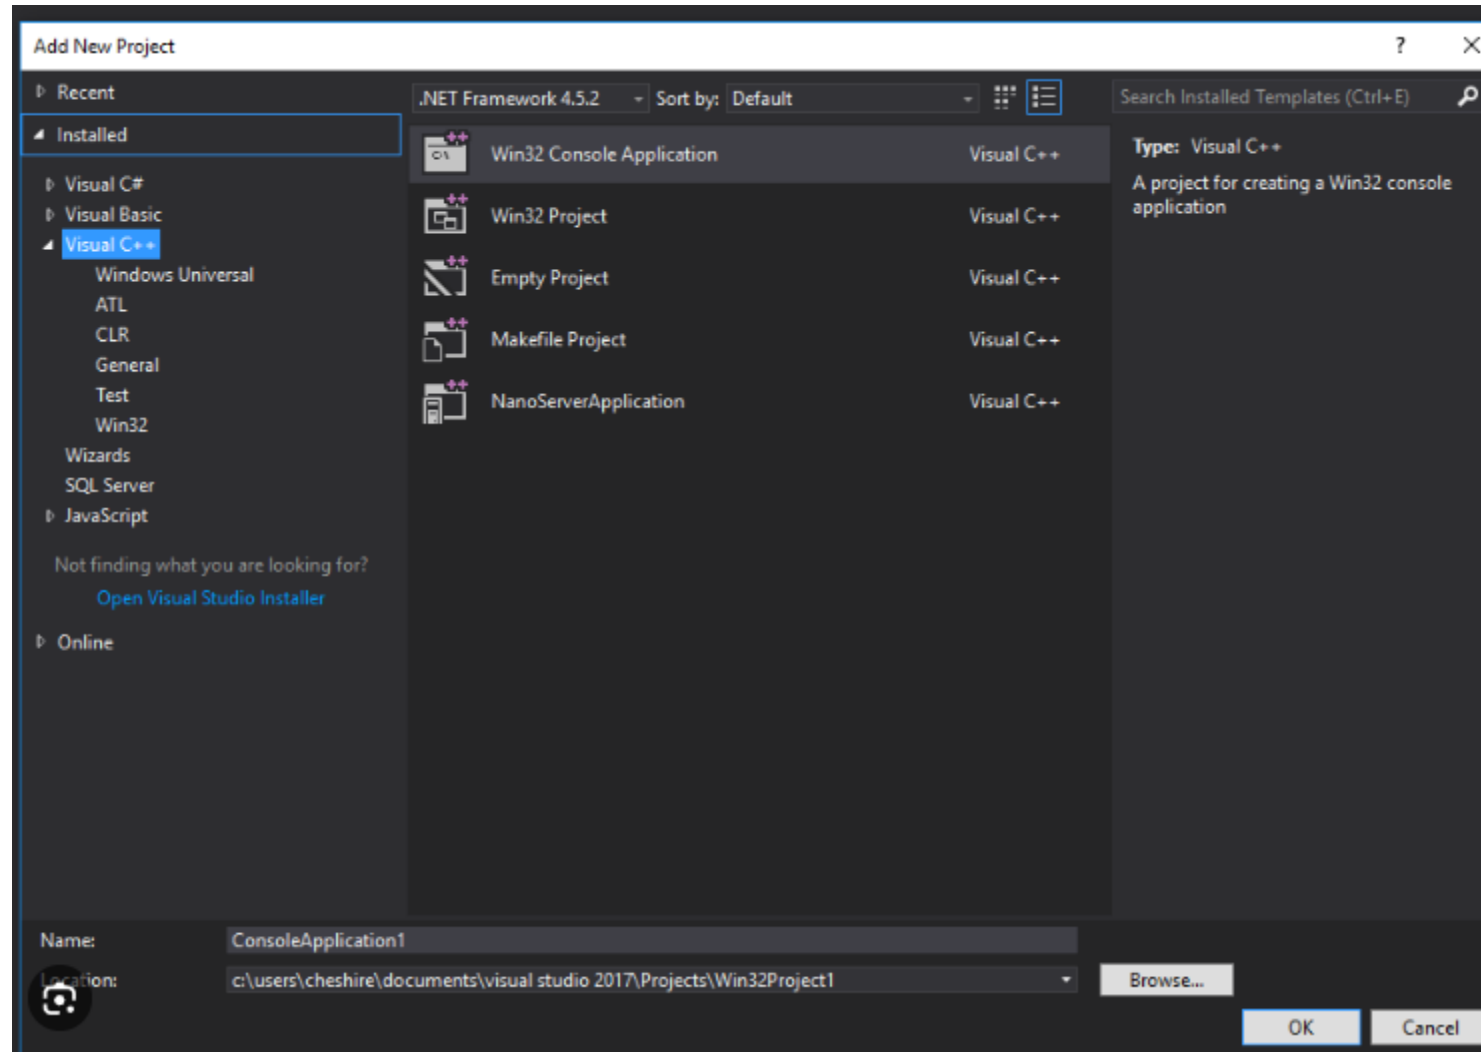 Add New Project
?
Recent
Installed
Visual C#
Visual Basic
Visual C++
Windows Universal
ATL
CLR
General
Test
Win32
Wizards
SQL Server
JavaScript
Not finding what you are looking for?
Open Visual Studio Installer
Online
.NET Framework 4.5.2 Sort by: Default
Win32 Console Application Visual C++
Win32 Project Visual C++
Empty Project Visual C++
Makefile Project Visual C++
NanoServerApplication Visual C++
Search Installed Templates (Ctrl+E)
Type: Visual C++
A project for creating a Win32 console
application
Name: ConsoleApplication1
Location: c:\users\cheshire\documents\visual studio 2017\Projects\Win32Project1 Browse...
OK Cancel